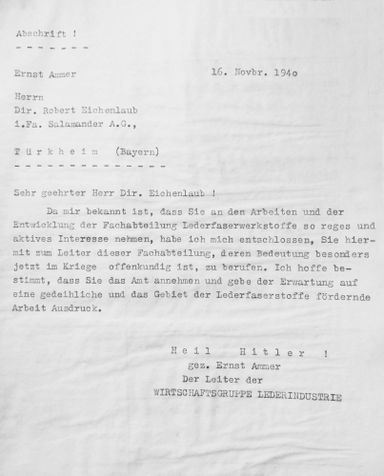 Abschrift !
- - - - - - -
Ernst Ammer
16. Novbr. 1940
Herrn
Dir. Robert Eichenlaub
i.Fa. Salamander A.G.,
T ü r k h e i m (Bayern)
- - - - - - - - - - - - - -
Sehr geehrter Herr Dir. Eichenlaub !
Da mir bekannt ist, dass Sie an den Arbeiten und der
Entwicklung der Fachabteilung Lederfaserwerkstoffe so reges und
aktives Interesse nehmen, habe ich mich entschlossen, Sie hier-
mit zum Leiter dieser Fachabteilung, deren Bedeutung besonders
jetzt im Kriege offenkundig ist, zu berufen. Ich hoffe be-
stimmt, dass Sie das Amt annehmen und gebe der Erwartung auf
eine gedeihliche und das Gebiet der Lederfaserstoffe fördernde
Arbeit Ausdruck.
H e i l H i t l e r !
gez. Ernst Ammer
Der Leiter der
WIRTSCHAFTSGRUPPE LEDERINDUSTRIE